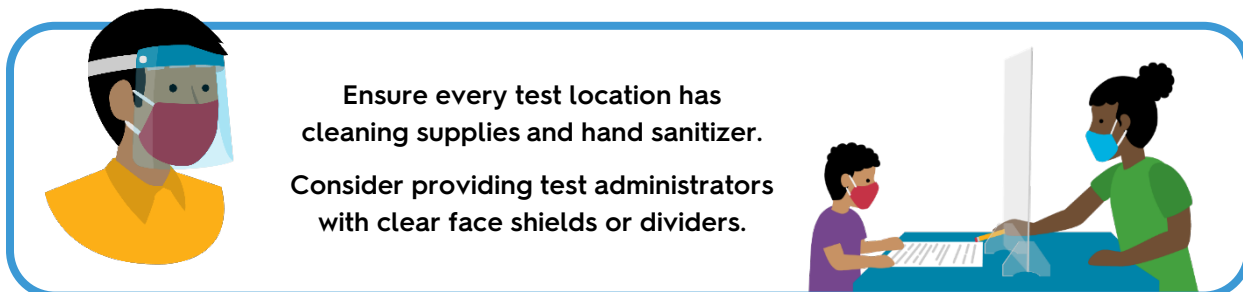 Ensure every test location has
cleaning supplies and hand sanitizer.
Consider providing test administrators
with clear face shields or dividers.